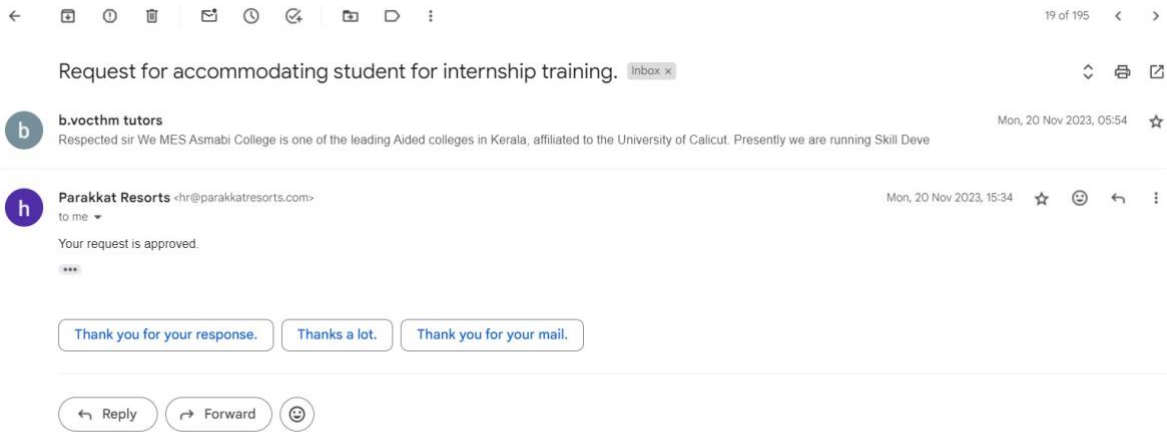 19 of 195
Request for accommodating student for internship training. Inbox ×
b
b.vocthm tutors
Mon, 20 Nov 2023, 05:54
Respected sir We MES Asmabi College is one of the leading Aided colleges in Kerala, affiliated to the University of Calicut. Presently we are running Skill Deve
h
Parakkat Resorts <hr@parakkatresorts.com>
Mon, 20 Nov 2023, 15:34
to me
Your request is approved.
Thank you for your response. Thanks a lot. Thank you for your mail.
Reply Forward